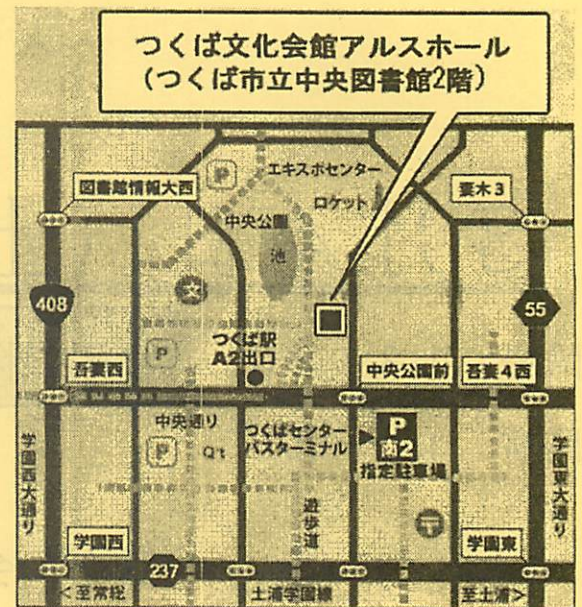 つくば文化会館アルスホール
（つくば市立中央図書館2階）
図書館情報大西
P
エキスポセンター
妻木3
ロケット
中央公園
池
408
文
55
つくば駅
A2出口
P
吾妻西
中央公園前
吾妻4西
中央通り
つくばセンター
バスターミナル
P
南2
指定駐車場
P
Q't
学園西大通り
学園東大通り
遊歩道
〒
学園西
学園東
237
＜至常総
土浦学園線
至土浦＞